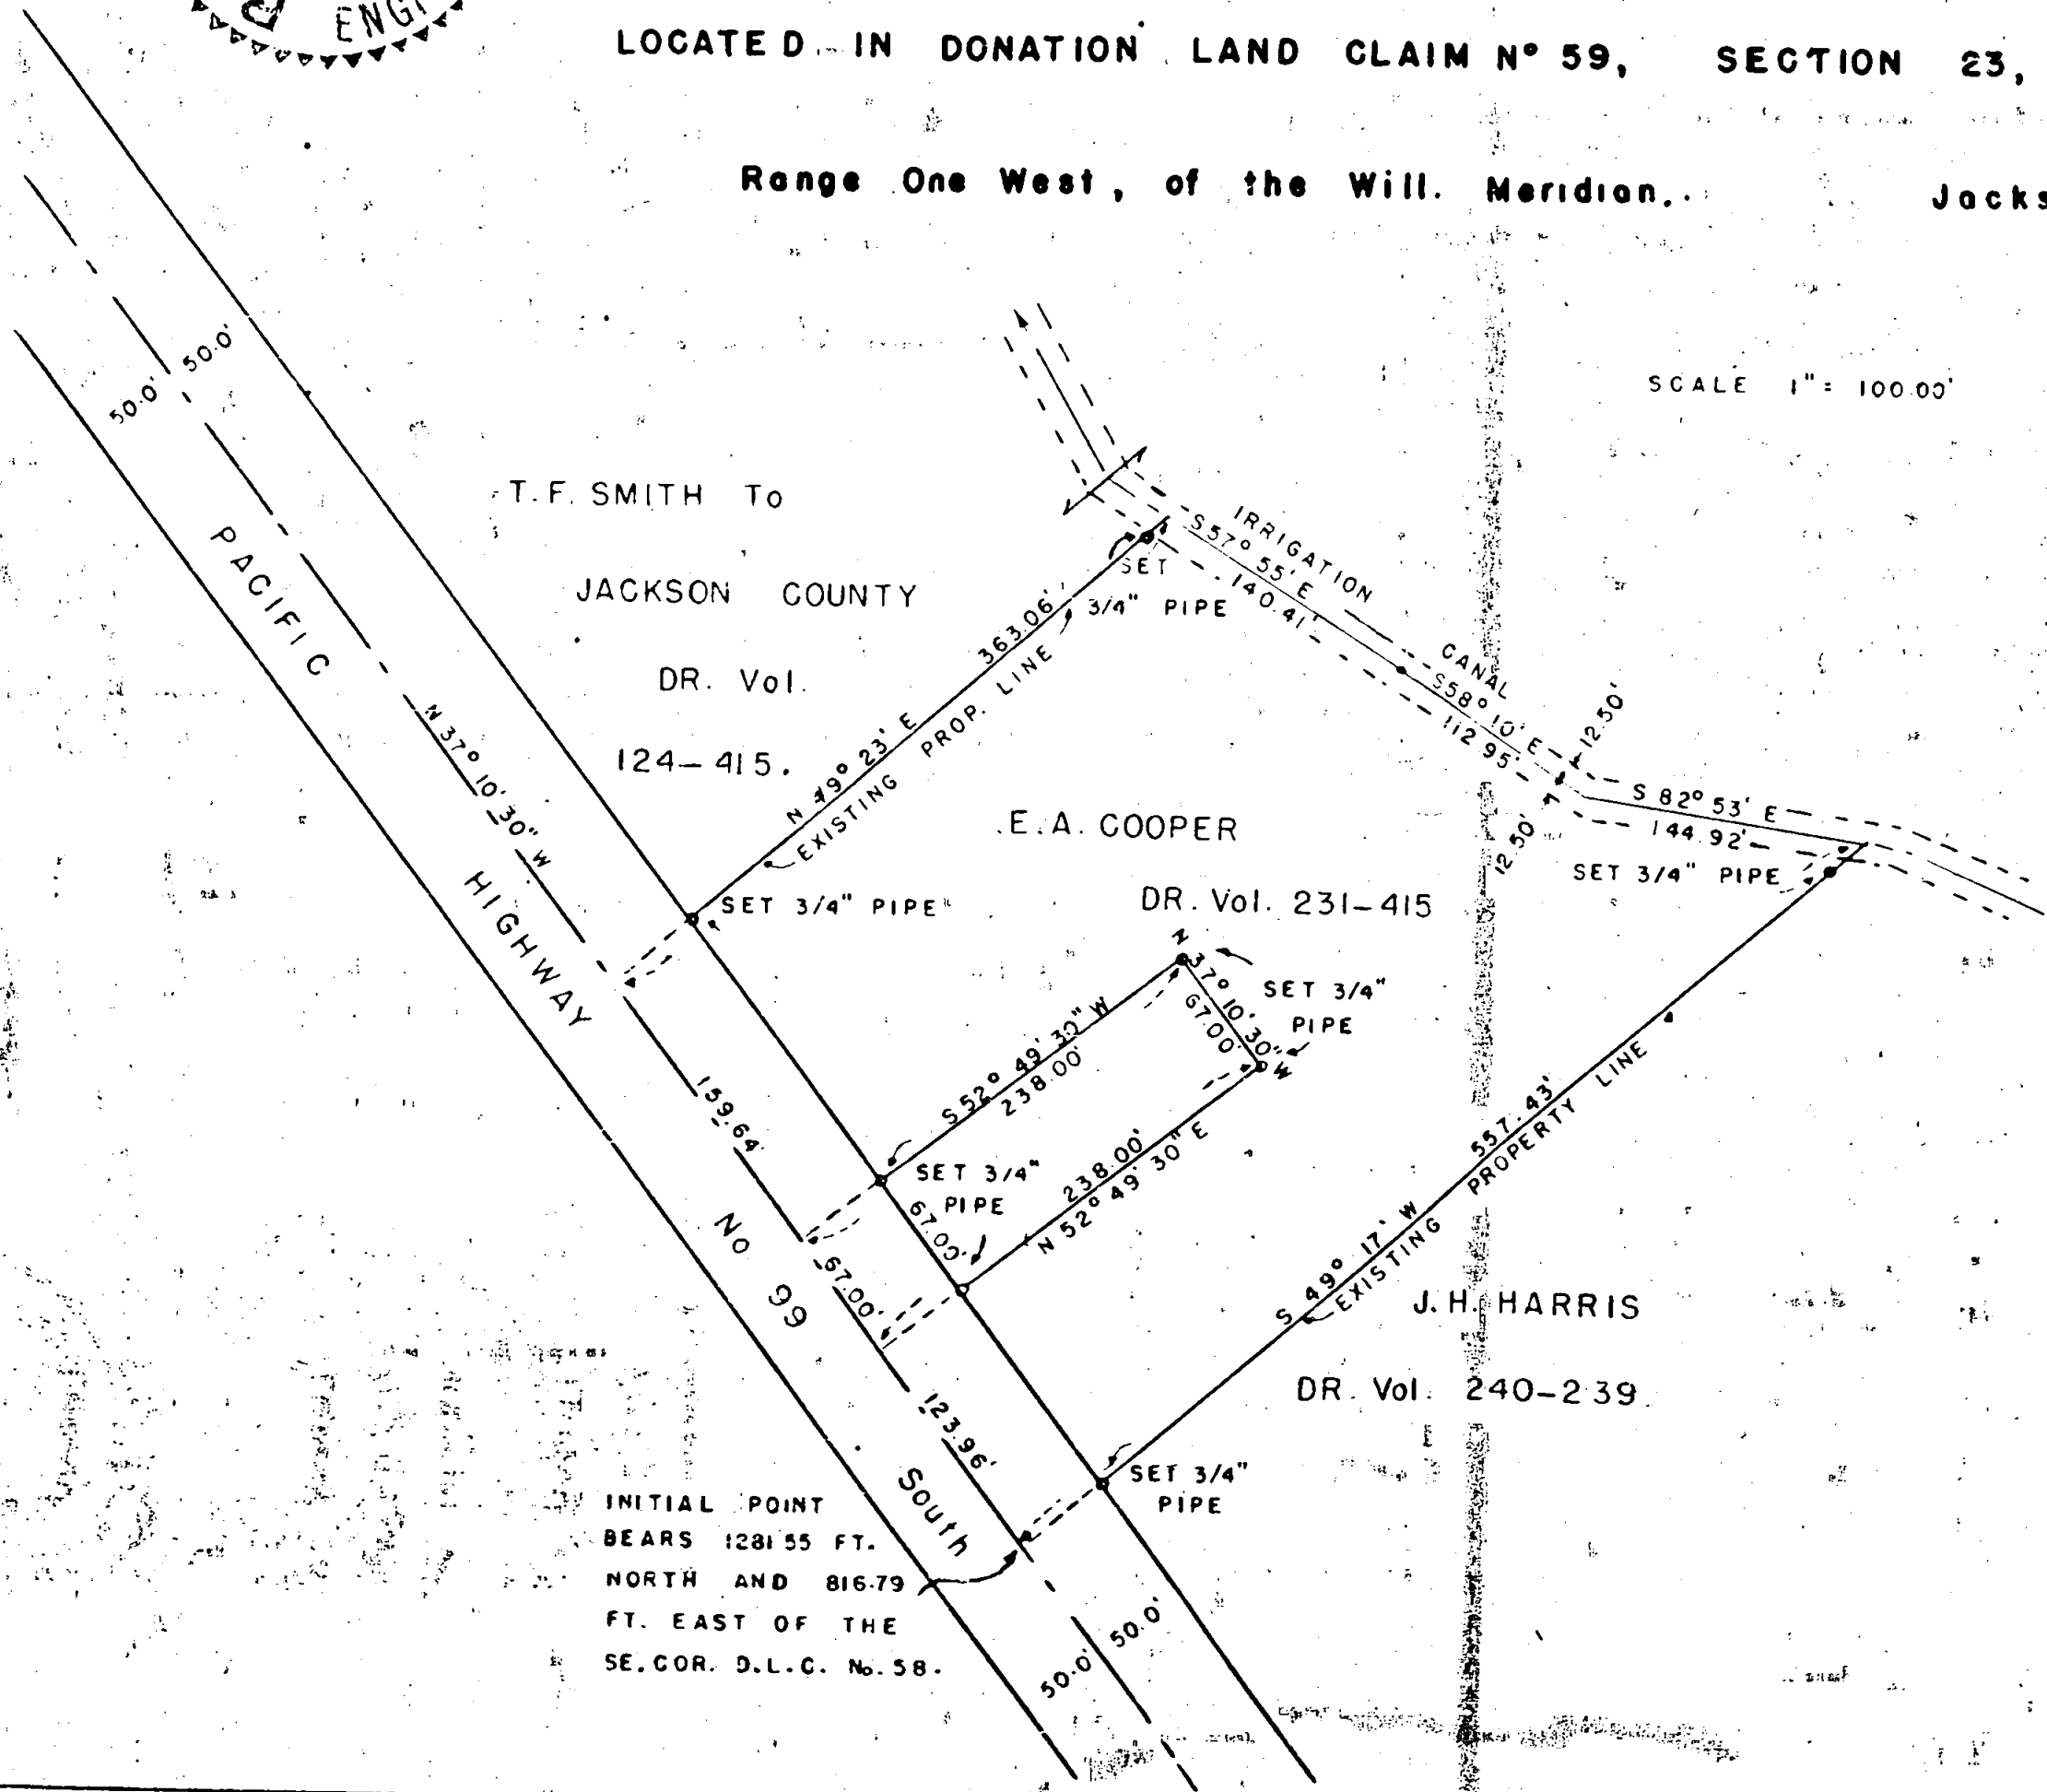 ENGI
LOCATED IN DONATION LAND CLAIM Nº 59, SECTION 23,
Range One West, of the Will. Meridian. Jacks
SCALE 1" = 100.00'
50.0' 50.0'
T.F. SMITH To
JACKSON COUNTY
DR. Vol.
124-415.
PACIFIC
HIGHWAY
No 99
South
N 37° 10' 30" W
IRRIGATION
CANAL
S 57° 55' E
140.41'
SET
3/4" PIPE
363.06'
N 49° 23' E
EXISTING PROP. LINE
S58° 10' E
112.95'
12.50'
12.50'
S 82° 53' E
144.92'
SET 3/4" PIPE
E.A. COOPER
DR. Vol. 231-415
SET 3/4" PIPE
N 37° 10' 30" W
67.00'
SET 3/4"
PIPE
S 52° 49' 30" W
238.00'
238.00'
N 52° 49' 30" E
SET 3/4"
PIPE
67.00'
159.64'
67.00'
123.96'
557.43'
S 49° 17' W
EXISTING PROPERTY LINE
J.H. HARRIS
DR. Vol. 240-239
SET 3/4"
PIPE
INITIAL POINT
BEARS 1281.55 FT.
NORTH AND 816.79
FT. EAST OF THE
SE. COR. D.L.C. No. 58.
50.0' 50.0'